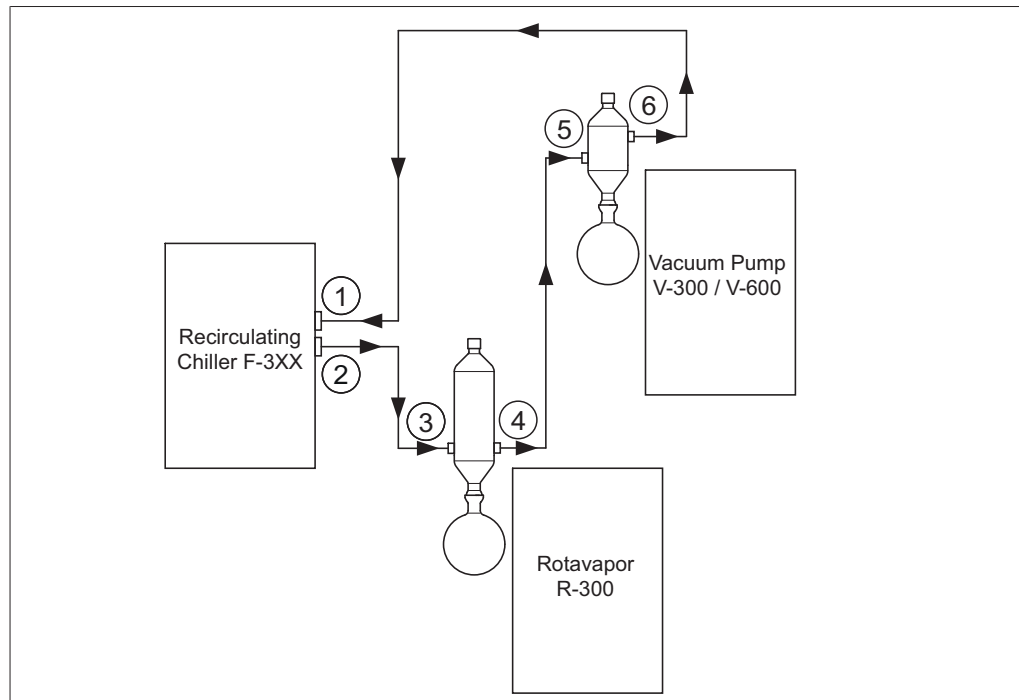 6
5
Vacuum Pump
V-300 / V-600
1
Recirculating
Chiller F-3XX
2
3
4
Rotavapor
R-300